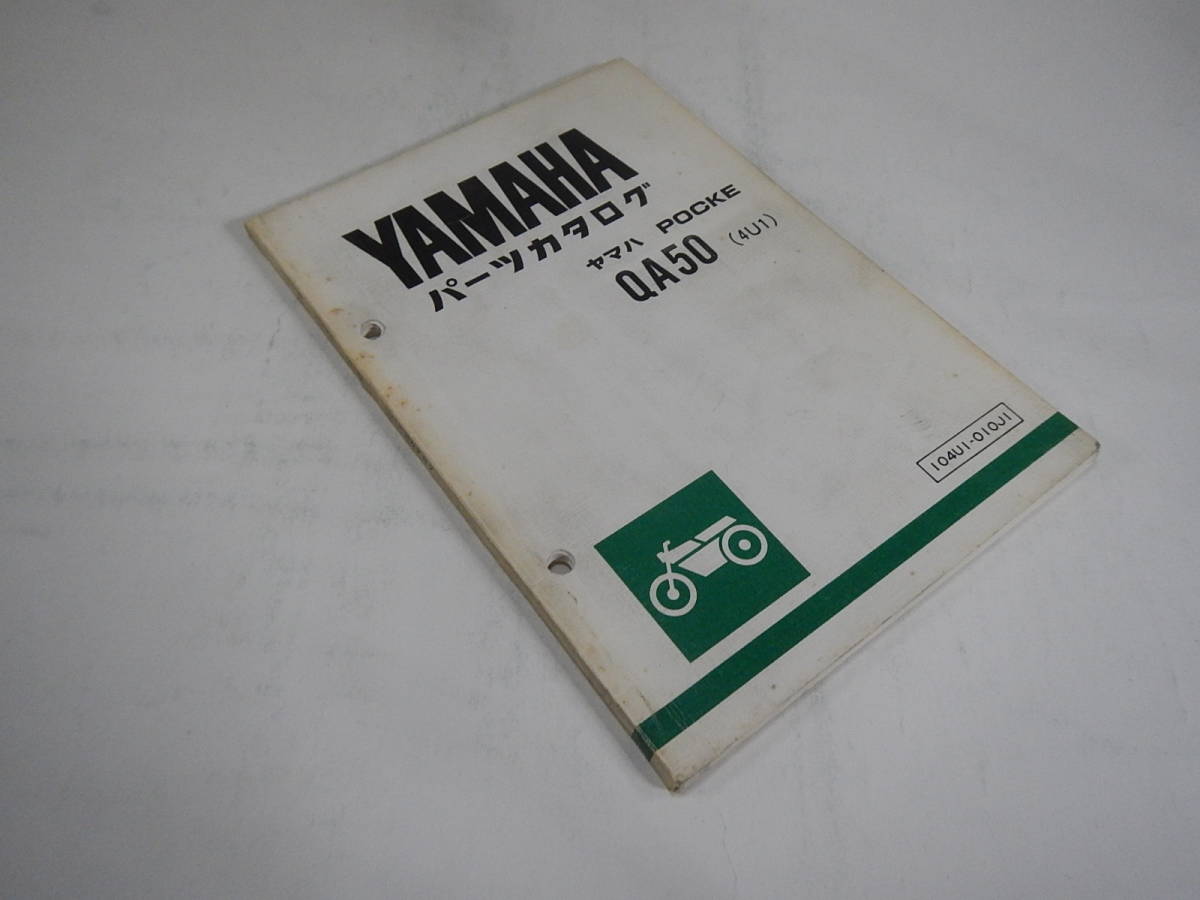 YAMAHA
パーツカタログ
ヤマハ POCKE
QA50 (4U1)
104U1-010J1